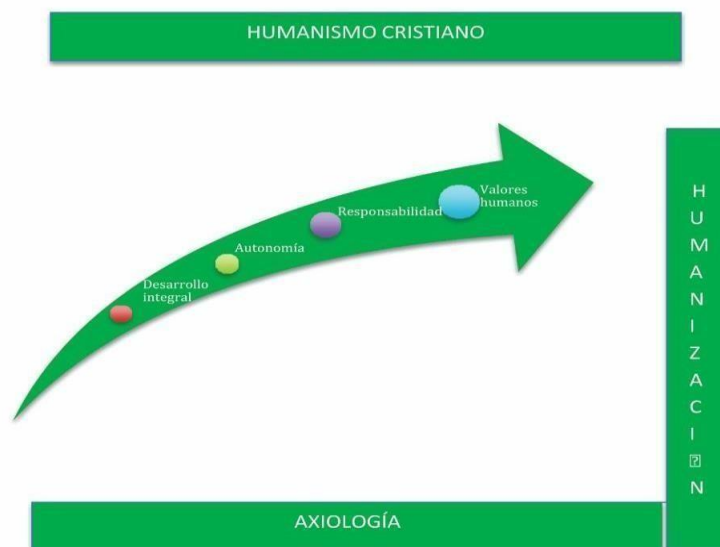 HUMANISMO CRISTIANO
Valores
humanos
Responsabilidad
Autonomía
Desarrollo
integral
H
U
M
A
N
I
Z
A
C
I
⍰
N
AXIOLOGÍA